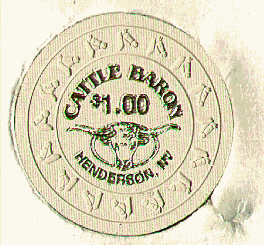 CATTLE BARON
$1.00
HENDERSON, NV